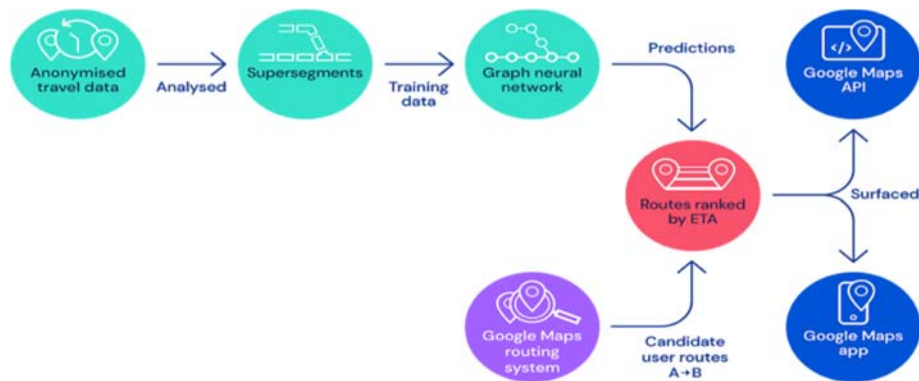 Anonymised
travel data
Analysed
Supersegments
Training
data
Graph neural
network
Predictions
</>
Google Maps
API
Routes ranked
by ETA
Surfaced
Google Maps
routing
system
Candidate
user routes
A→B
Google Maps
app